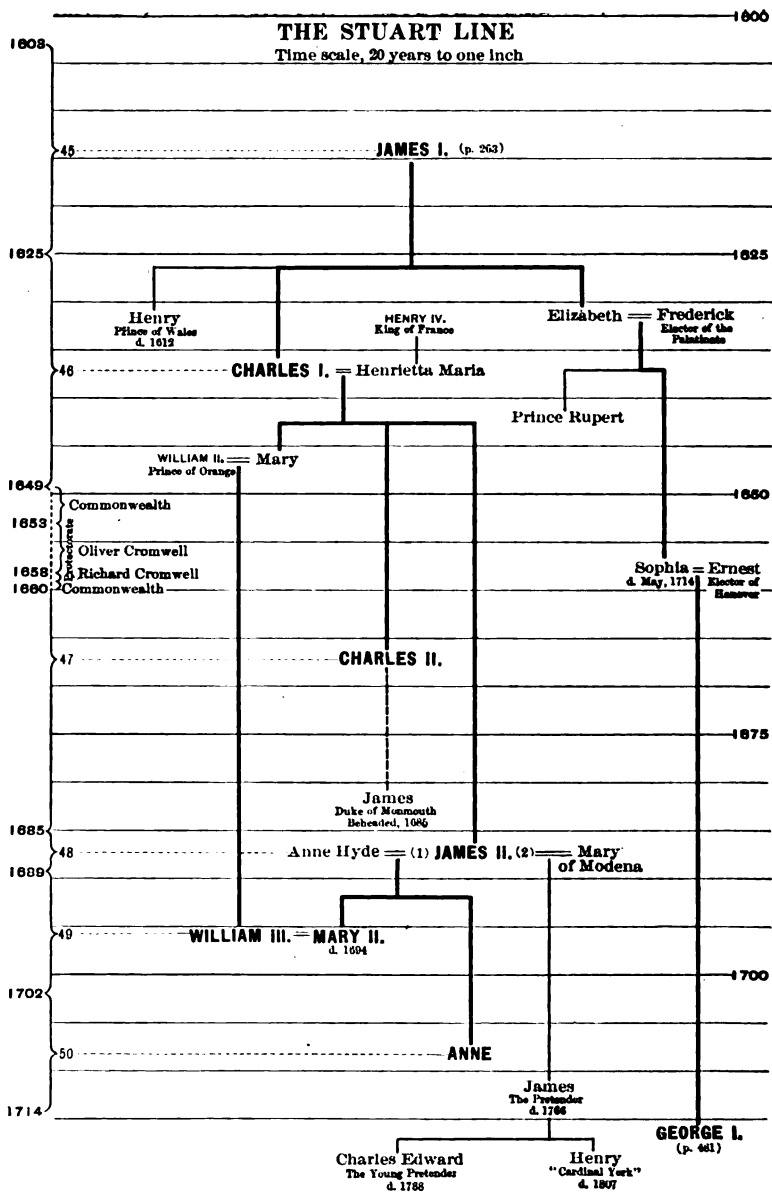 1600
THE STUART LINE
Time scale, 20 years to one inch
1603
45 JAMES I. (p. 263)
1625 1625
Henry
Prince of Wales
d. 1612
HENRY IV.
King of France
Elizabeth = Frederick
Elector of the
Palatinate
46 CHARLES I. = Henrietta Maria
Prince Rupert
WILLIAM II. = Mary
Prince of Orange
1649 1650
Commonwealth
1653
Protectorate
Oliver Cromwell
1658 Richard Cromwell
1660 Commonwealth
Sophia = Ernest
d. May, 1714 Elector of
Hanover
47 CHARLES II.
1675
James
Duke of Monmouth
Beheaded, 1685
1685
48 Anne Hyde = (1) JAMES II. (2) = Mary
of Modena
1689
49 WILLIAM III. = MARY II.
d. 1694
1700
1702
50 ANNE
James
The Pretender
d. 1766
1714
GEORGE I.
(p. 461)
Charles Edward
The Young Pretender
d. 1788
Henry
"Cardinal York"
d. 1807